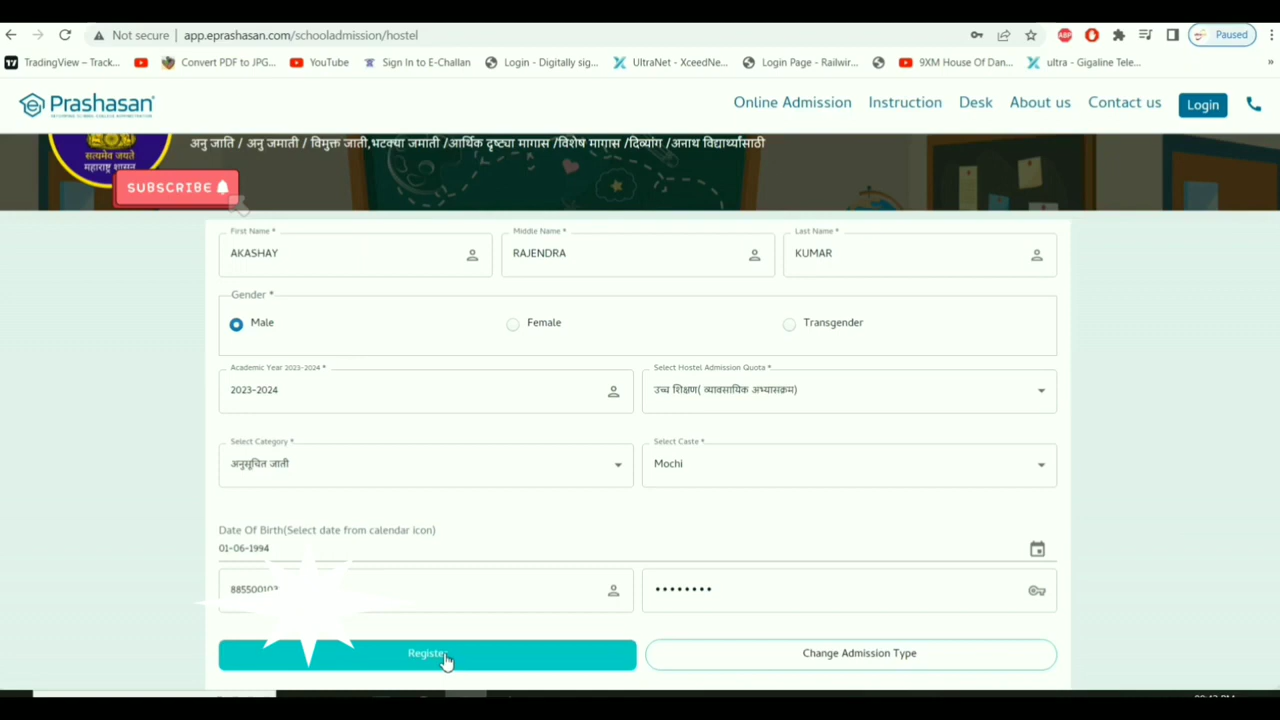 Not secure | app.eprashasan.com/schooladmission/hostel
ABP
Paused
TradingView – Track...
Convert PDF to JPG...
YouTube
Sign In to E-Challan
Login - Digitally sig...
UltraNet - XceedNe...
Login Page - Railwir...
9XM House Of Dan...
ultra - Gigaline Tele...
»
Prashasan
Online Admission
Instruction
Desk
About us
Contact us
Login
अनु जाति / अनु जमाती / विमुक्त जाती,भटक्या जमाती /आर्थिक दृष्ट्या मागास /विशेष मागास /दिव्यांग /अनाथ विद्यार्थ्यांसाठी
सत्यमेव जयते
महाराष्ट्र शासन
SUBSCRIBE
First Name *
Middle Name *
Last Name *
AKASHAY
RAJENDRA
KUMAR
Gender *
Male
Female
Transgender
Academic Year 2023-2024 *
Select Hostel Admission Quota *
2023-2024
उच्च शिक्षण( व्यावसायिक अभ्यासक्रम)
Select Category *
Select Caste *
अनुसूचित जाती
Mochi
Date Of Birth(Select date from calendar icon)
01-06-1994
••••••••
Register
Change Admission Type